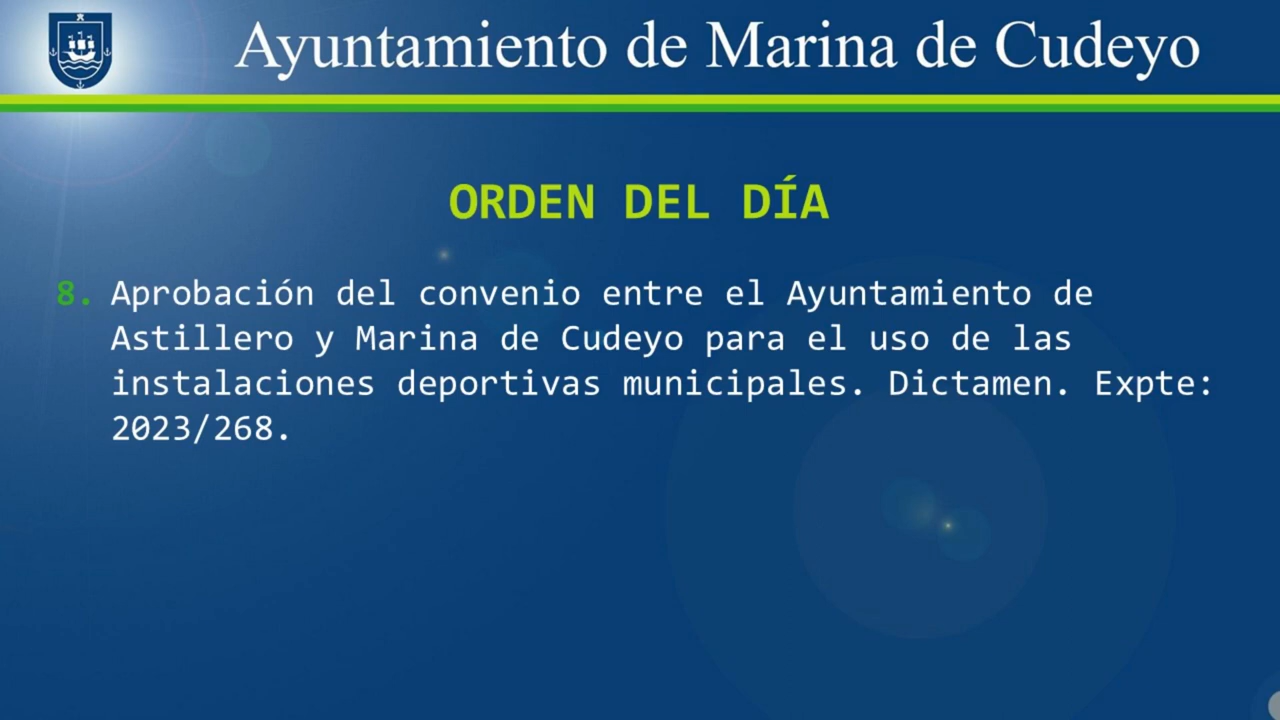 Ayuntamiento de Marina de Cudeyo
ORDEN DEL DÍA
8. Aprobación del convenio entre el Ayuntamiento de
Astillero y Marina de Cudeyo para el uso de las
instalaciones deportivas municipales. Dictamen. Expte:
2023/268.